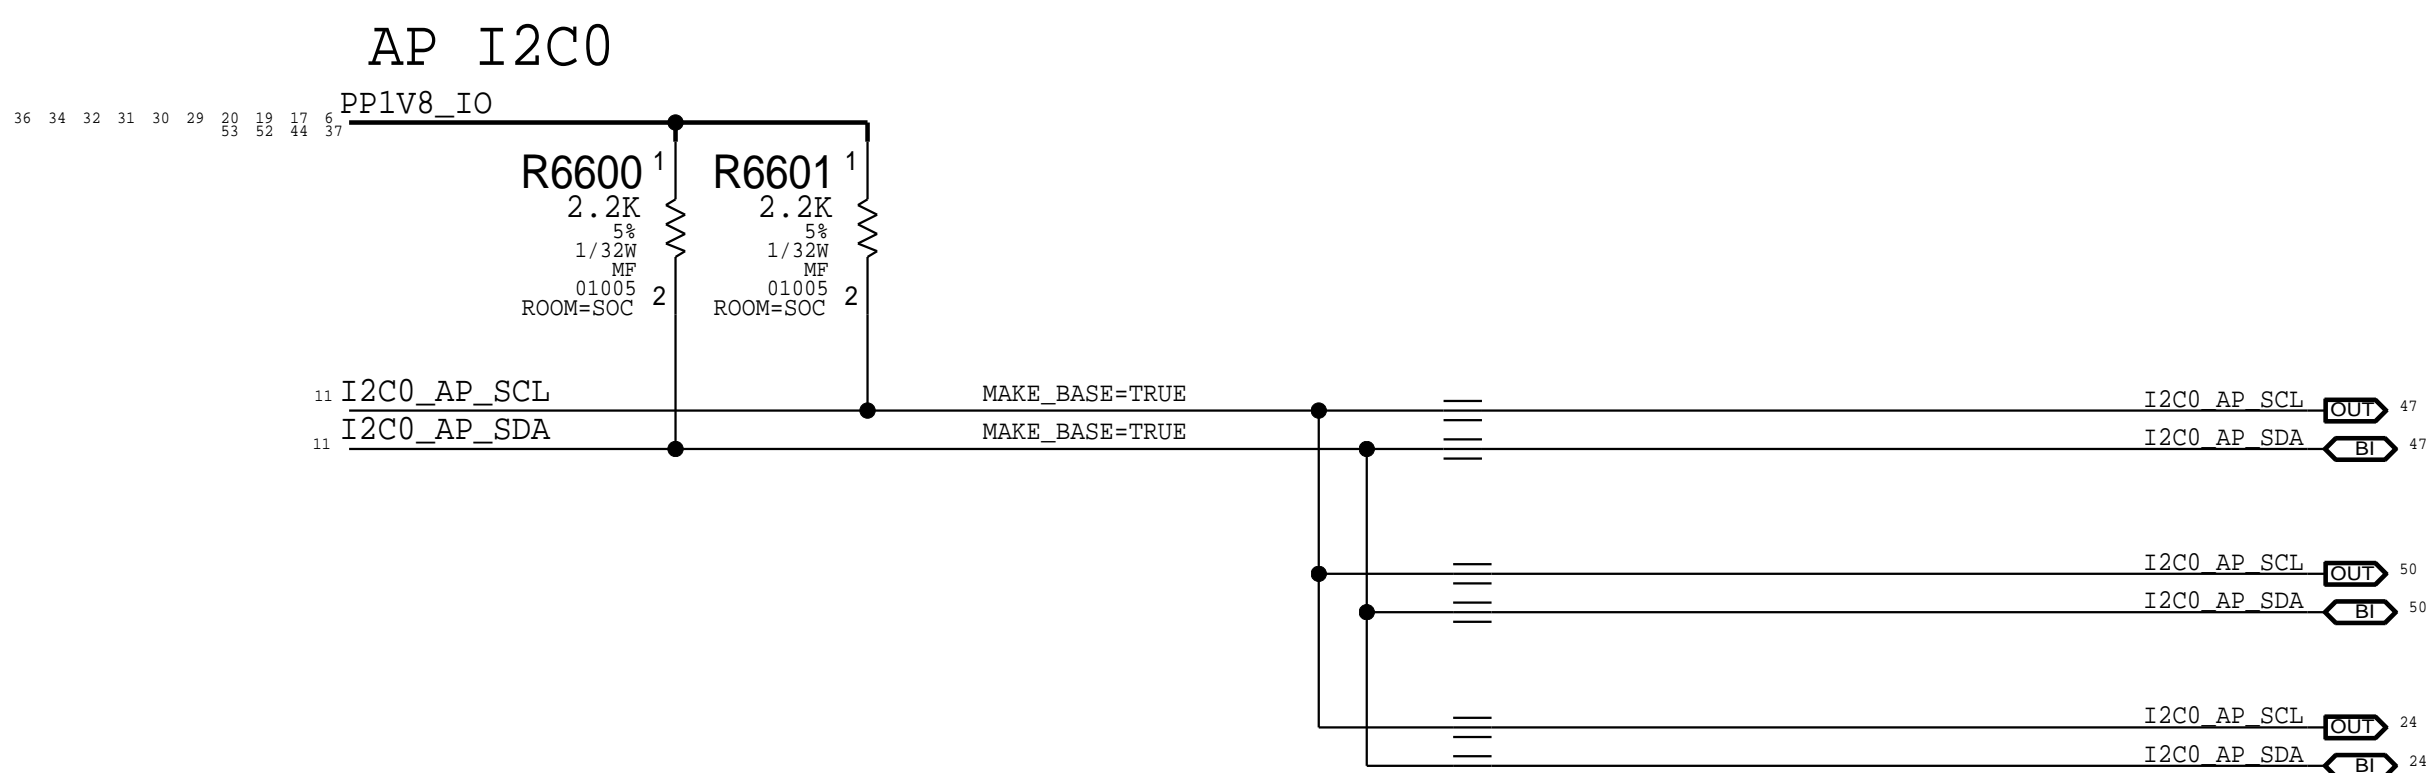 AP I2C0
PP1V8_IO
36 34 32 31 30 29 20 19 17 6
53 52 44 37
R6600 1 R6601 1
2.2K 2.2K
5% 5%
1/32W 1/32W
MF MF
01005 2 01005 2
ROOM=SOC ROOM=SOC
11 I2C0_AP_SCL MAKE_BASE=TRUE I2C0_AP_SCL OUT 47
11 I2C0_AP_SDA MAKE_BASE=TRUE I2C0_AP_SDA BI 47
I2C0_AP_SCL OUT 50
I2C0_AP_SDA BI 50
I2C0_AP_SCL OUT 24
I2C0_AP_SDA BI 24